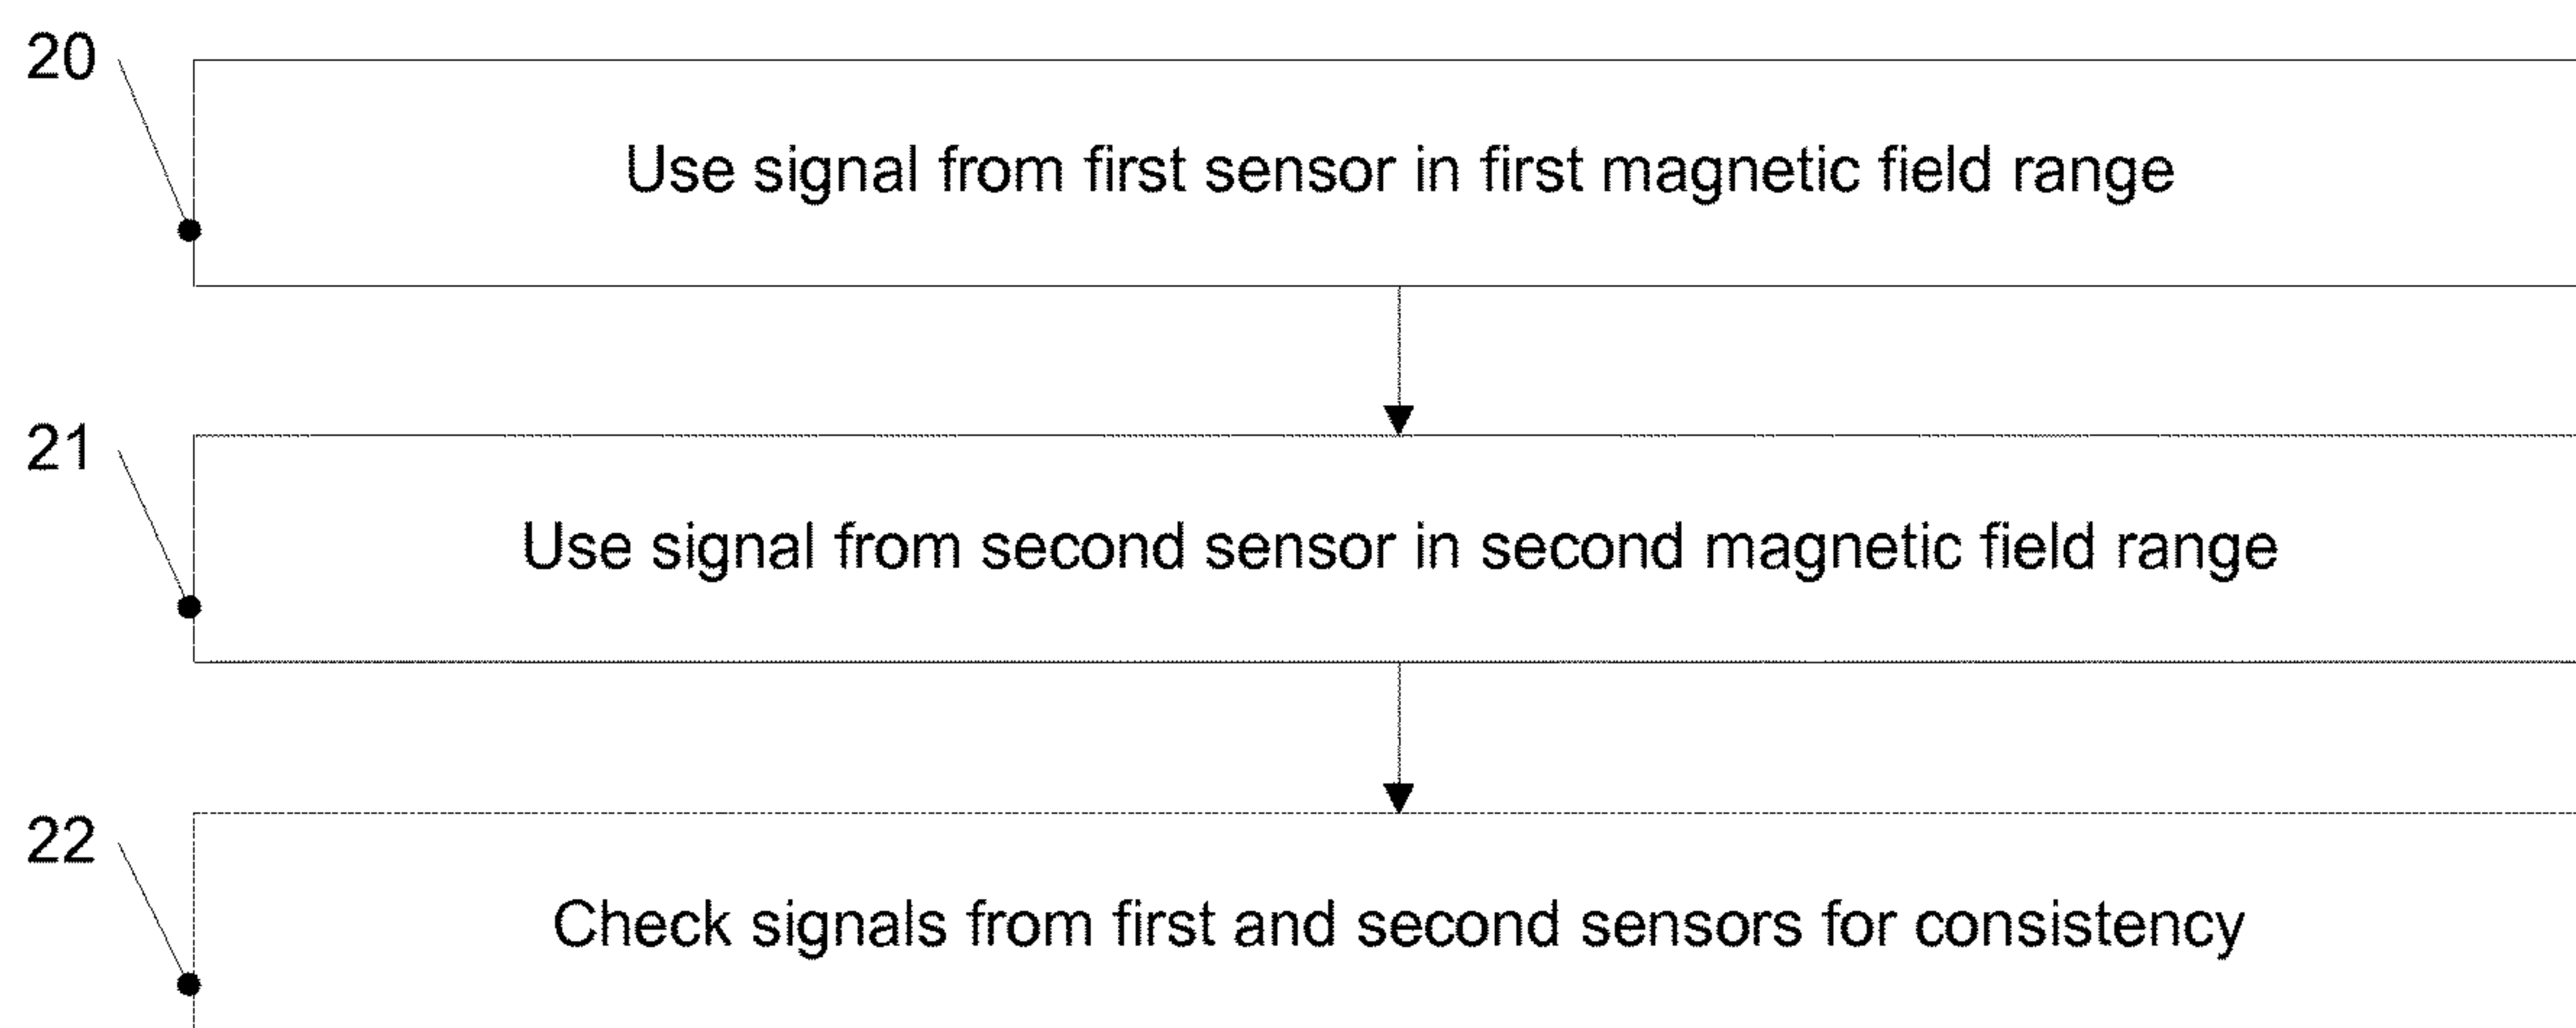 20
Use signal from first sensor in first magnetic field range
21
Use signal from second sensor in second magnetic field range
22
Check signals from first and second sensors for consistency